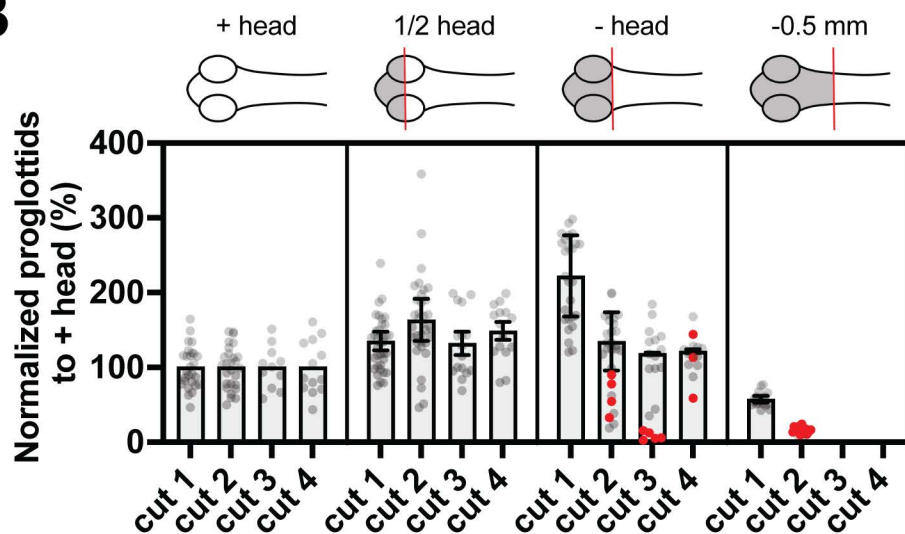 B
+ head 1/2 head - head -0.5 mm
Normalized proglottids
to + head (%)
400
300
200
100
0
cut 1 cut 2 cut 3 cut 4 cut 1 cut 2 cut 3 cut 4 cut 1 cut 2 cut 3 cut 4 cut 1 cut 2 cut 3 cut 4